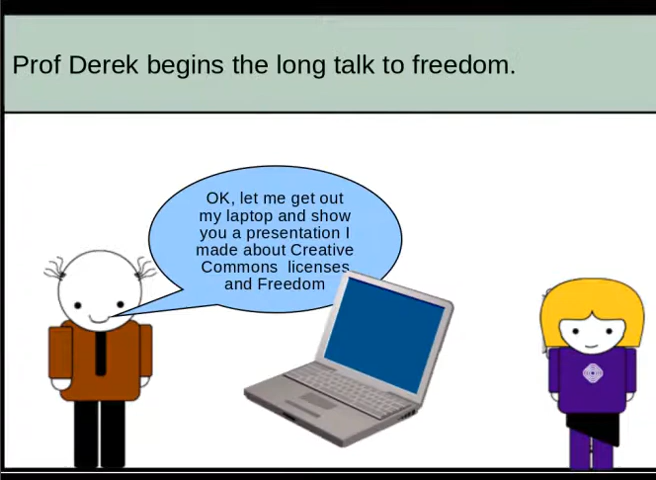 Prof Derek begins the long talk to freedom.
OK, let me get out
my laptop and show
you a presentation I
made about Creative
Commons licenses
and Freedom